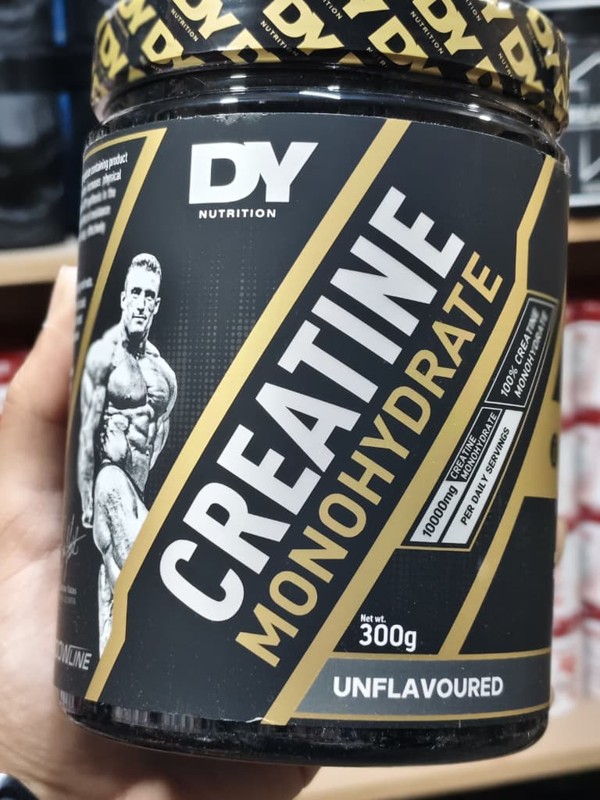 DY
NUTRITION
CREATINE
MONOHYDRATE
100% CREATINE
MONOHYDRATE
10000mg CREATINE
MONOHYDRATE
PER DAILY SERVINGS
Net wt.
300g
UNFLAVOURED